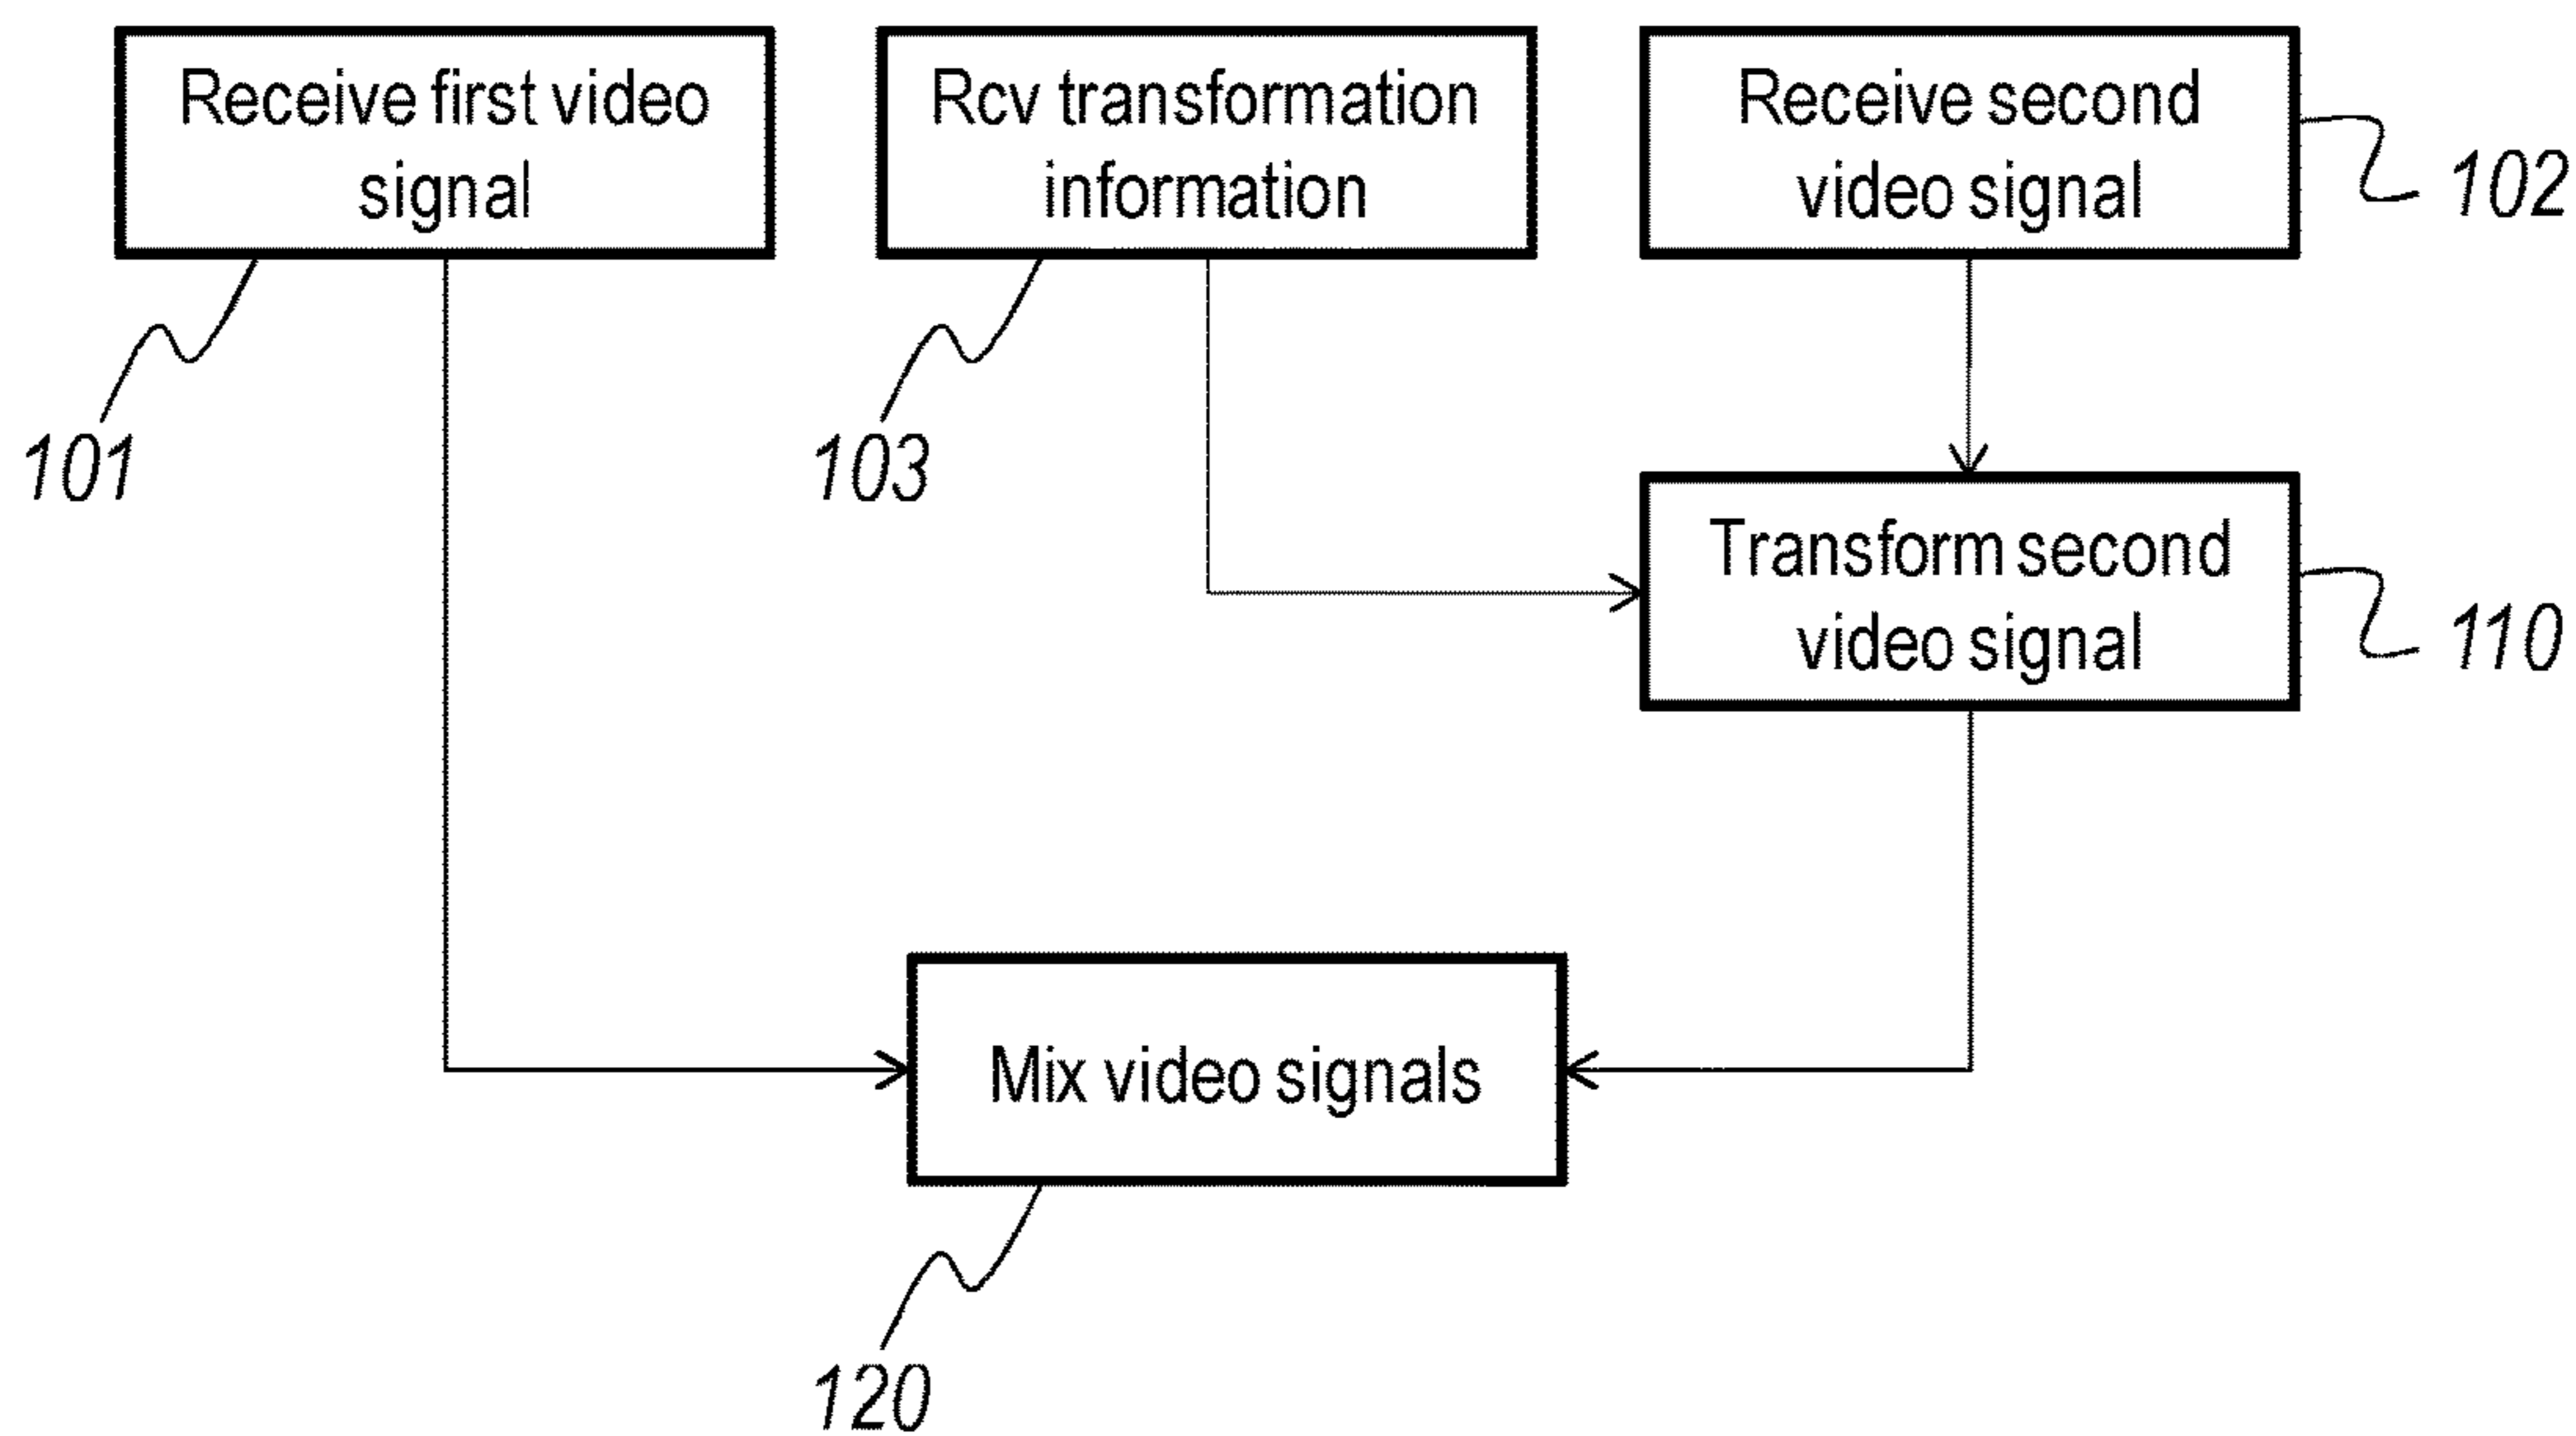 Receive first video
signal
Rcv transformation
information
Receive second
video signal
102
101
103
Transform second
video signal
110
Mix video signals
120